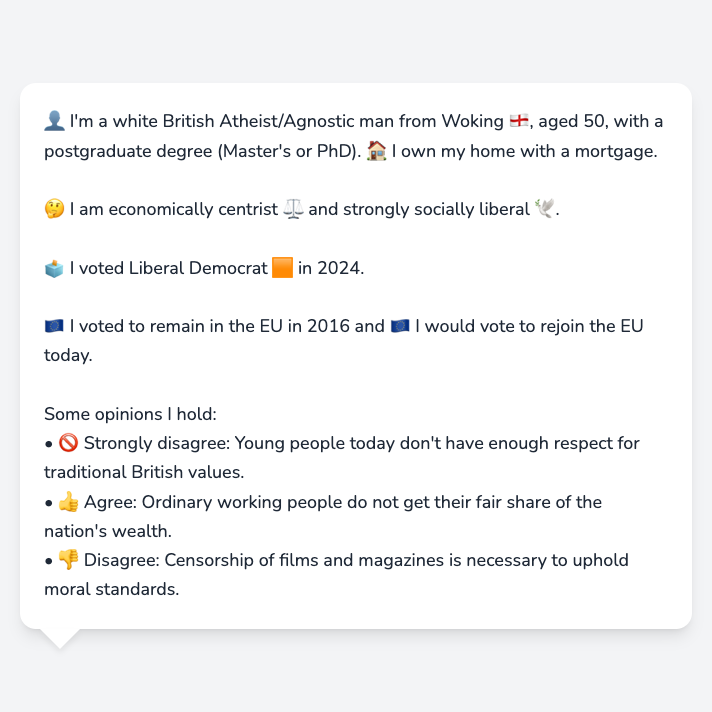 👤 I'm a white British Atheist/Agnostic man from Woking 🏴󠁧󠁢󠁥󠁮󠁧󠁿, aged 50, with a
postgraduate degree (Master's or PhD). 🏠 I own my home with a mortgage.
🤔 I am economically centrist ⚖️ and strongly socially liberal 🕊️.
🗳️ I voted Liberal Democrat 🟧 in 2024.
🇪🇺 I voted to remain in the EU in 2016 and 🇪🇺 I would vote to rejoin the EU
today.
Some opinions I hold:
• 🚫 Strongly disagree: Young people today don't have enough respect for
traditional British values.
• 👍 Agree: Ordinary working people do not get their fair share of the
nation's wealth.
• 👎 Disagree: Censorship of films and magazines is necessary to uphold
moral standards.